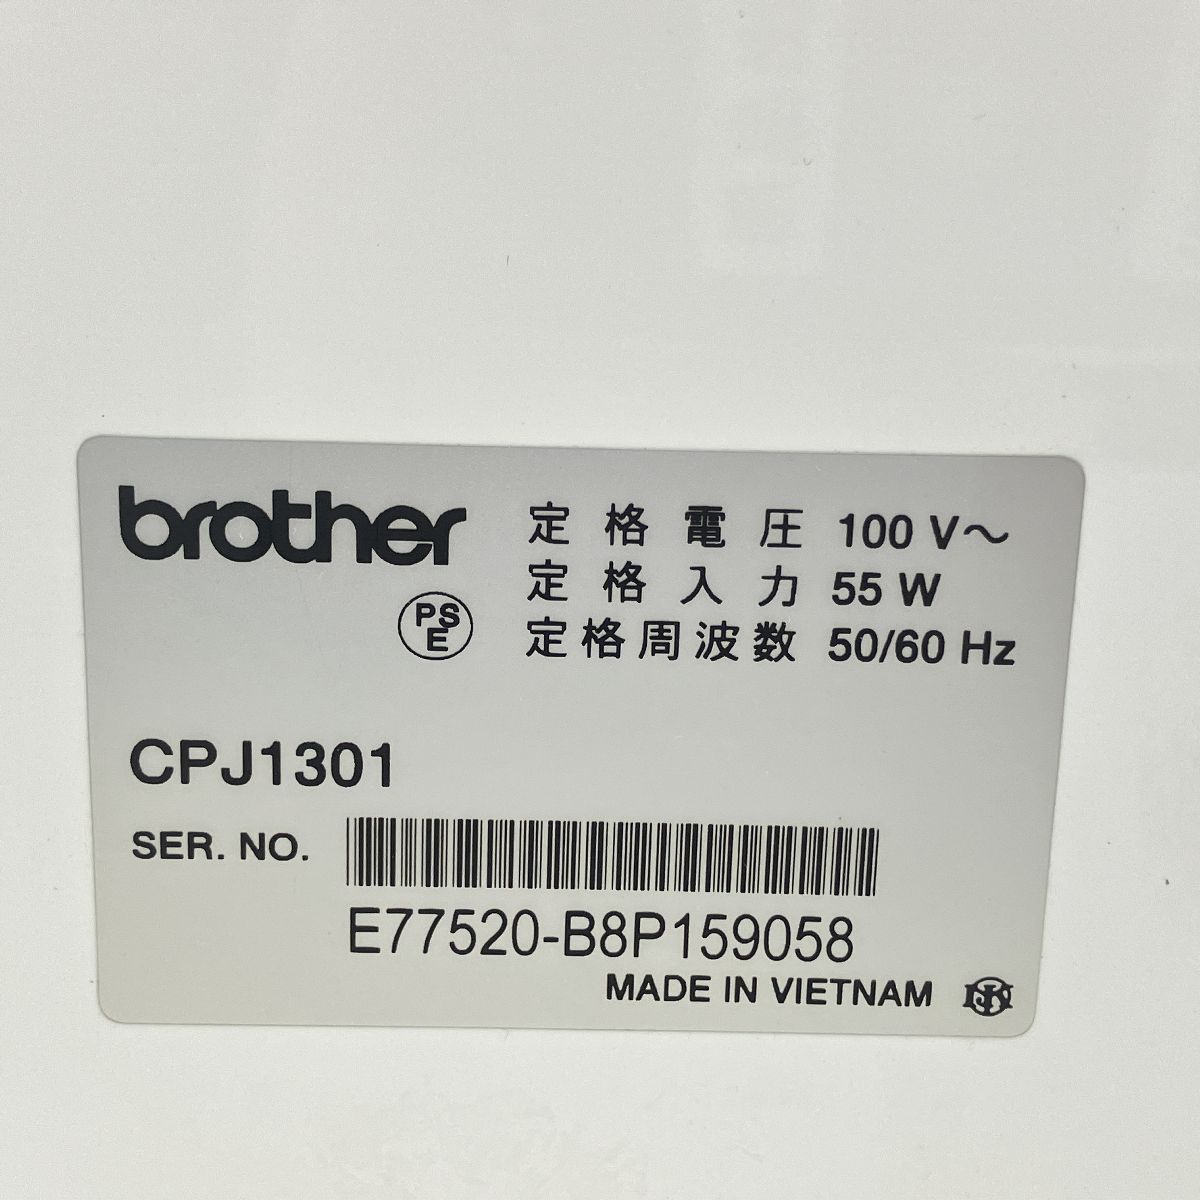 brother
定格電圧 100 V～
定格入力 55 W
PSE
定格周波数 50/60 Hz
CPJ1301
SER. NO.
E77520-B8P159058
MADE IN VIETNAM